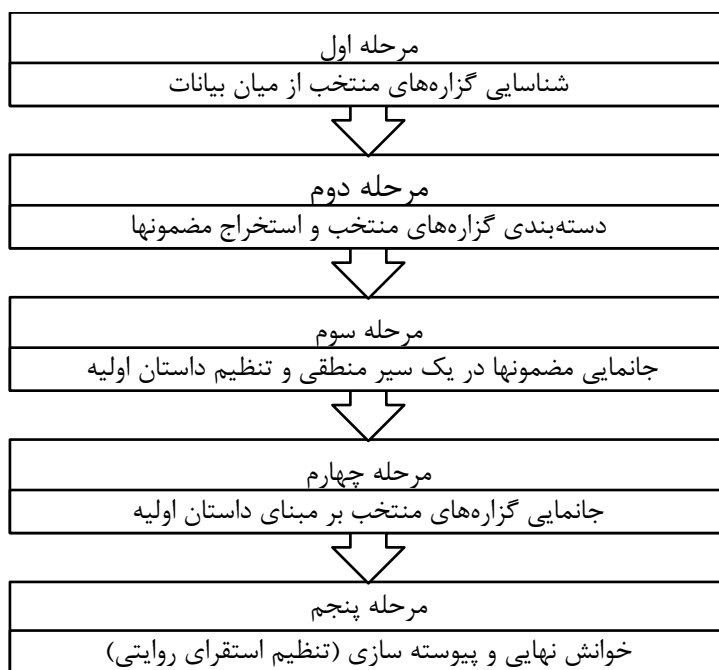 مرحله اول
شناسایی گزاره‌های منتخب از میان بیانات
مرحله دوم
دسته‌بندی گزاره‌های منتخب و استخراج مضمونها
مرحله سوم
جانمایی مضمونها در یک سیر منطقی و تنظیم داستان اولیه
مرحله چهارم
جانمایی گزاره‌های منتخب بر مبنای داستان اولیه
مرحله پنجم
خوانش نهایی و پیوسته سازی (تنظیم استقرای روایتی)